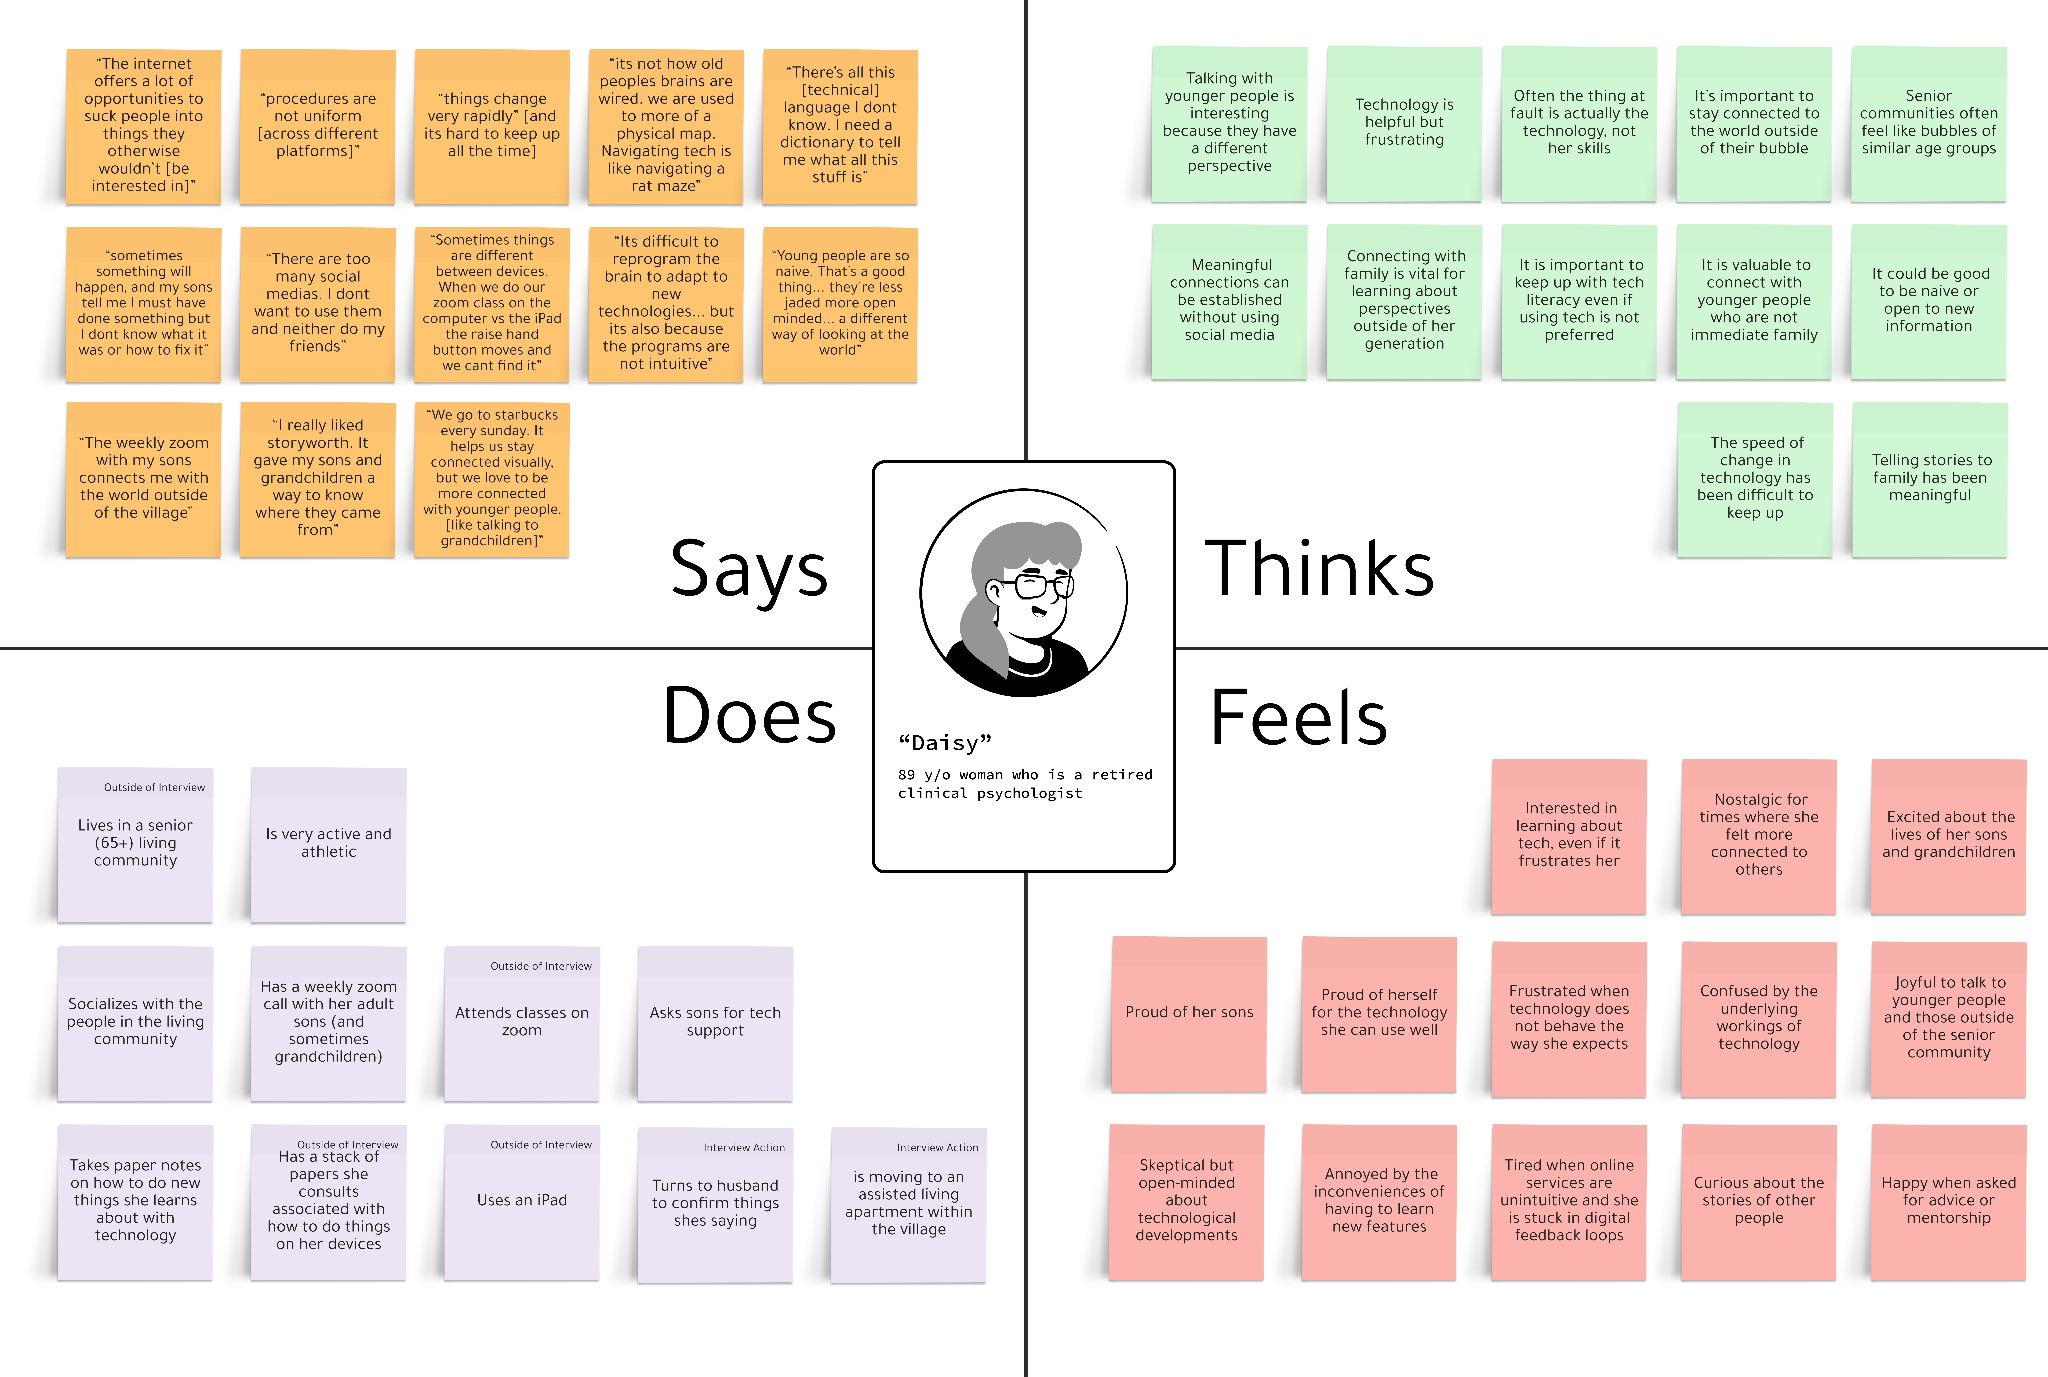 “The internet
offers a lot of
opportunities to
suck people into
things they
otherwise
wouldn’t [be
interested in]”
“procedures are
not uniform
[across different
platforms]”
“things change
very rapidly” [and
its hard to keep up
all the time]
“its not how old
peoples brains are
wired. we are used
to more of a
physical map.
Navigating tech is
like navigating a
rat maze”
“There’s all this
[technical]
language I dont
know. I need a
dictionary to tell
me what all this
stuff is”
“sometimes
something will
happen, and my sons
tell me I must have
done something but
I dont know what it
was or how to fix it”
“There are too
many social
medias. I dont
want to use them
and neither do my
friends”
“Sometimes things
are different
between devices.
When we do our
zoom class on the
computer vs the iPad
the raise hand
button moves and
we cant find it”
“Its difficult to
reprogram the
brain to adapt to
new
technologies... but
its also because
the programs are
not intuitive”
“Young people are so
naive. That’s a good
thing... they’re less
jaded more open
minded... a different
way of looking at the
world”
“The weekly zoom
with my sons
connects me with
the world outside
of the village”
“I really liked
storyworth. It
gave my sons and
grandchildren a
way to know
where they came
from”
“We go to starbucks
every sunday. It
helps us stay
connected visually,
but we love to be
more connected
with younger people.
[like talking to
grandchildren]”
Says
Talking with
younger people is
interesting
because they have
a different
perspective
Technology is
helpful but
frustrating
Often the thing at
fault is actually the
technology, not
her skills
It’s important to
stay connected to
the world outside
of their bubble
Senior
communities often
feel like bubbles of
similar age groups
Meaningful
connections can
be established
without using
social media
Connecting with
family is vital for
learning about
perspectives
outside of her
generation
It is important to
keep up with tech
literacy even if
using tech is not
preferred
It is valuable to
connect with
younger people
who are not
immediate family
It could be good
to be naive or
open to new
information
The speed of
change in
technology has
been difficult to
keep up
Telling stories to
family has been
meaningful
Thinks
“Daisy”
89 y/o woman who is a retired
clinical psychologist
Does
Outside of Interview
Lives in a senior
(65+) living
community
Is very active and
athletic
Socializes with the
people in the living
community
Has a weekly zoom
call with her adult
sons (and
sometimes
grandchildren)
Outside of Interview
Attends classes on
zoom
Asks sons for tech
support
Takes paper notes
on how to do new
things she learns
about with
technology
Outside of Interview
Has a stack of
papers she
consults
associated with
how to do things
on her devices
Outside of Interview
Uses an iPad
Interview Action
Turns to husband
to confirm things
shes saying
Interview Action
is moving to an
assisted living
apartment within
the village
Feels
Interested in
learning about
tech, even if it
frustrates her
Nostalgic for
times where she
felt more
connected to
others
Excited about the
lives of her sons
and grandchildren
Proud of her sons
Proud of herself
for the technology
she can use well
Frustrated when
technology does
not behave the
way she expects
Confused by the
underlying
workings of
technology
Joyful to talk to
younger people
and those outside
of the senior
community
Skeptical but
open-minded
about
technological
developments
Annoyed by the
inconveniences of
having to learn
new features
Tired when online
services are
unintuitive and she
is stuck in digital
feedback loops
Curious about the
stories of other
people
Happy when asked
for advice or
mentorship